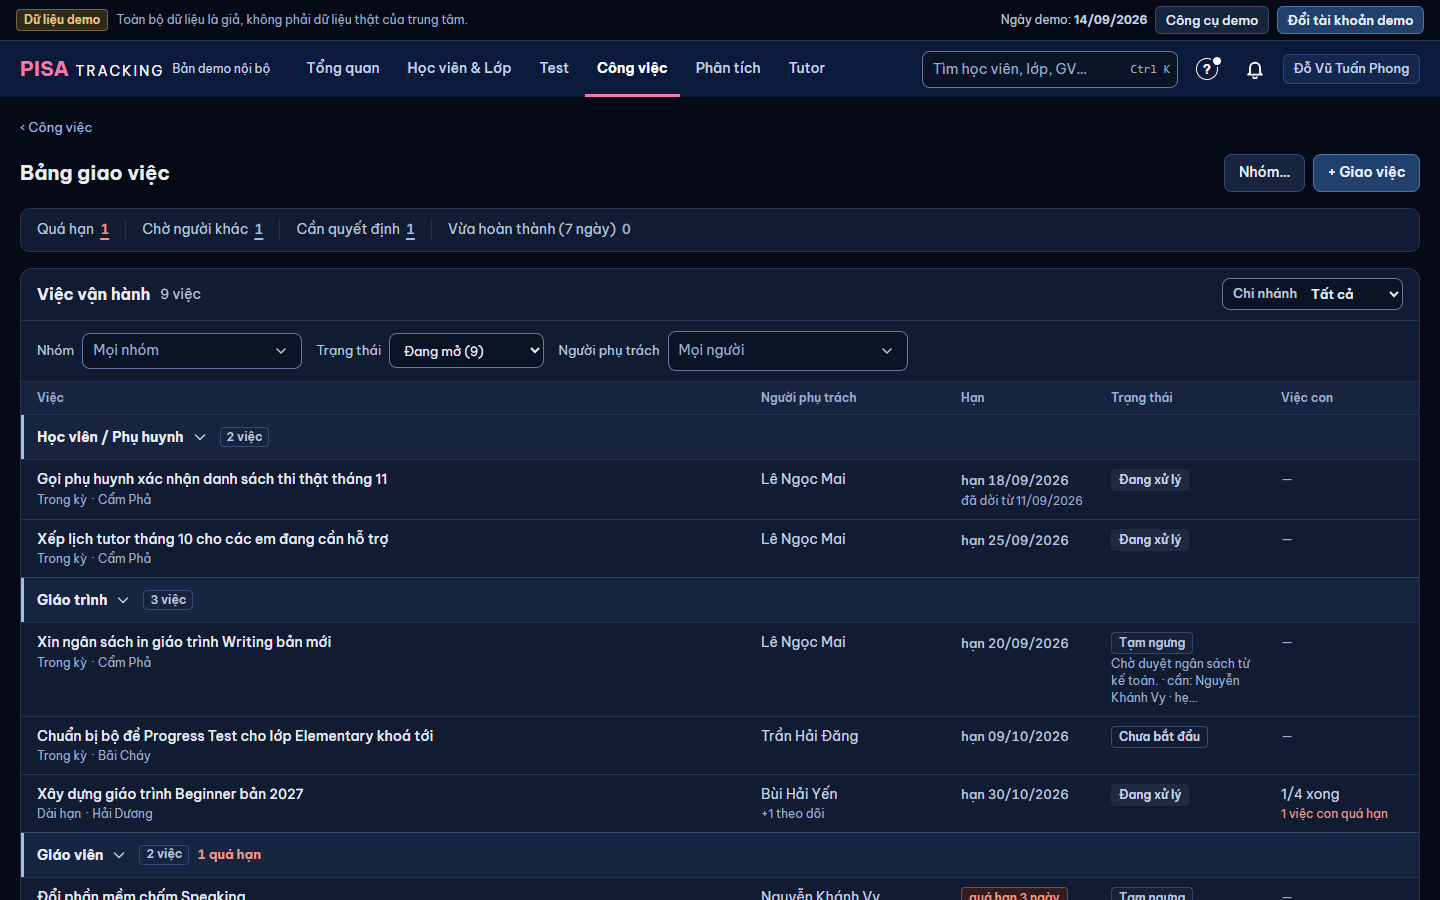 Dữ liệu demo Toàn bộ dữ liệu là giả, không phải dữ liệu thật của trung tâm. Ngày demo: 14/09/2026 Công cụ demo Đổi tài khoản demo
PISA TRACKING Bản demo nội bộ Tổng quan Học viên & Lớp Test Công việc Phân tích Tutor Tìm học viên, lớp, GV... Ctrl K ? Đỗ Vũ Tuấn Phong
‹ Công việc
Bảng giao việc Nhóm... + Giao việc
Quá hạn 1 Chờ người khác 1 Cần quyết định 1 Vừa hoàn thành (7 ngày) 0
Việc vận hành 9 việc Chi nhánh Tất cả
Nhóm Mọi nhóm Trạng thái Đang mở (9) Người phụ trách Mọi người
Việc Người phụ trách Hạn Trạng thái Việc con
Học viên / Phụ huynh 2 việc
Gọi phụ huynh xác nhận danh sách thi thật tháng 11 Lê Ngọc Mai hạn 18/09/2026 Đang xử lý –
Trong kỳ · Cẩm Phả đã dời từ 11/09/2026
Xếp lịch tutor tháng 10 cho các em đang cần hỗ trợ Lê Ngọc Mai hạn 25/09/2026 Đang xử lý –
Trong kỳ · Cẩm Phả
Giáo trình 3 việc
Xin ngân sách in giáo trình Writing bản mới Lê Ngọc Mai hạn 20/09/2026 Tạm ngưng –
Trong kỳ · Cẩm Phả Chờ duyệt ngân sách từ
kế toán. · cần: Nguyễn
Khánh Vy · hẹ...
Chuẩn bị bộ đề Progress Test cho lớp Elementary khoá tới Trần Hải Đăng hạn 09/10/2026 Chưa bắt đầu –
Trong kỳ · Bãi Cháy
Xây dựng giáo trình Beginner bản 2027 Bùi Hải Yến hạn 30/10/2026 Đang xử lý 1/4 xong
Dài hạn · Hải Dương +1 theo dõi 1 việc con quá hạn
Giáo viên 2 việc 1 quá hạn
Đổi phần mềm chấm Speaking Nguyễn Khánh Vy quá hạn 3 ngày Tạm ngưng –